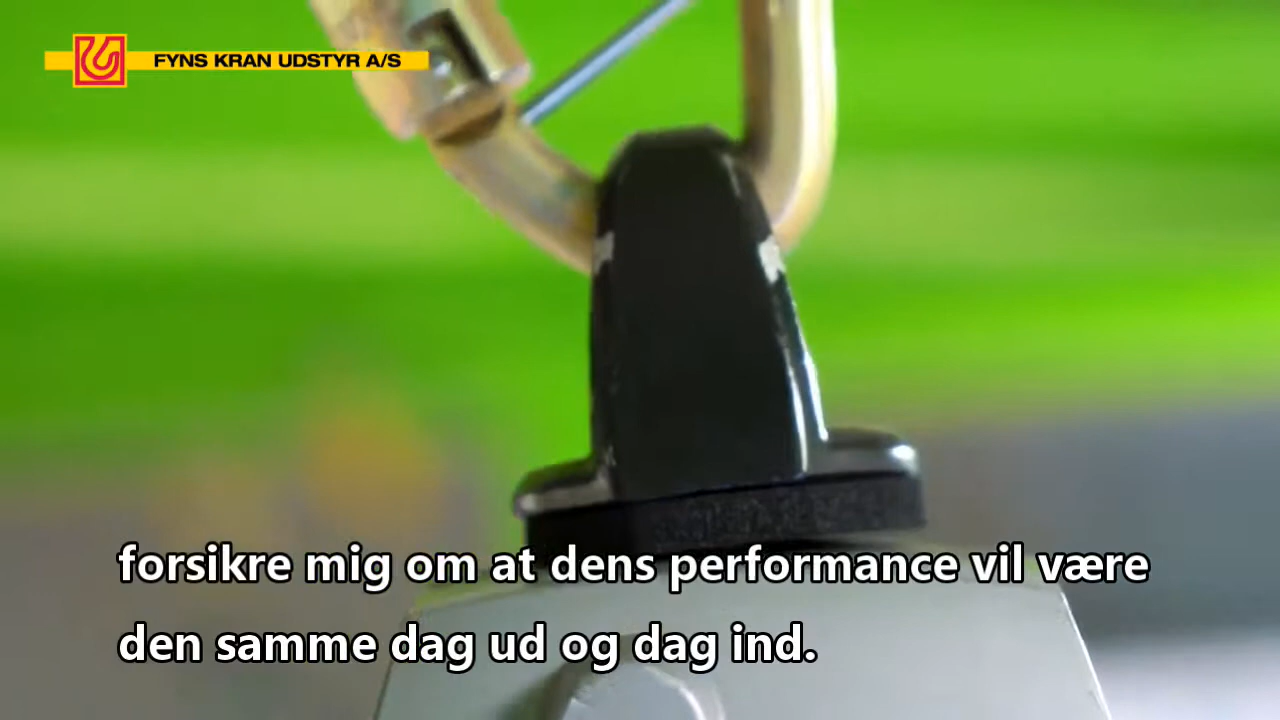 FYNS KRAN UDSTYR A/S
forsikre mig om at dens performance vil være
den samme dag ud og dag ind.